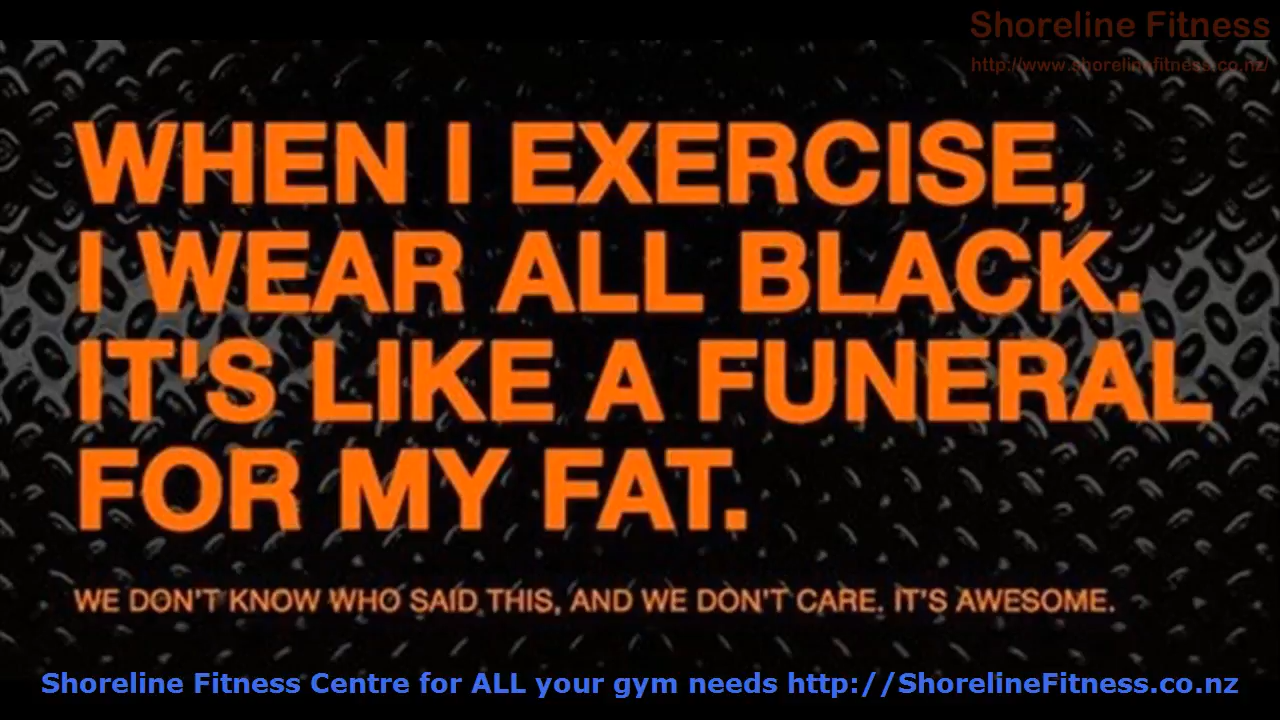 Shoreline Fitness
http://www.shorelinefitness.co.nz/
WHEN I EXERCISE,
I WEAR ALL BLACK.
IT'S LIKE A FUNERAL
FOR MY FAT.
WE DON'T KNOW WHO SAID THIS, AND WE DON'T CARE. IT'S AWESOME.
Shoreline Fitness Centre for ALL your gym needs http://ShorelineFitness.co.nz